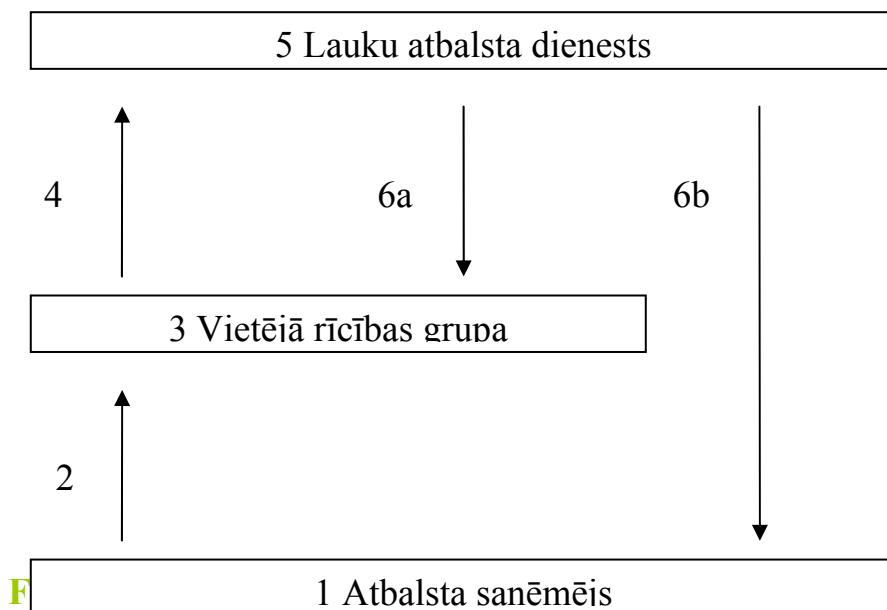 5 Lauku atbalsta dienests
4
6a
6b
3 Vietējā rīcības grupa
2
F
1 Atbalsta saņēmējs